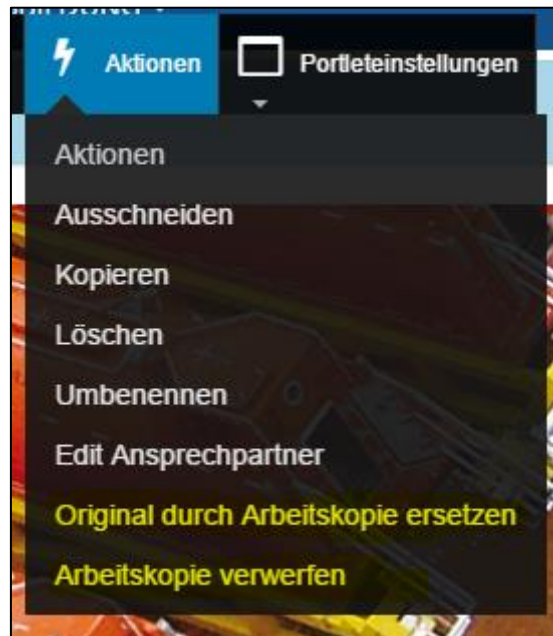 Aktionen
Portleteinstellungen
Aktionen
Ausschneiden
Kopieren
Löschen
Umbenennen
Edit Ansprechpartner
Original durch Arbeitskopie ersetzen
Arbeitskopie verwerfen